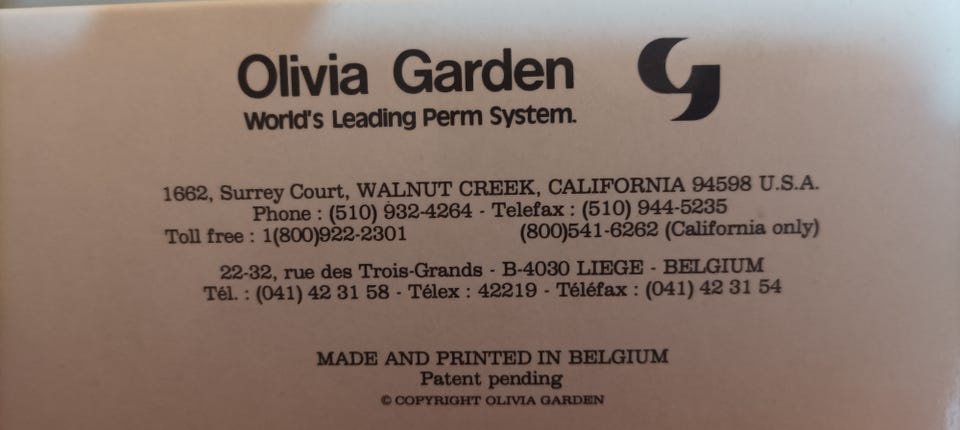 Olivia Garden
World's Leading Perm System.
1662, Surrey Court, WALNUT CREEK, CALIFORNIA 94598 U.S.A.
Phone : (510) 932-4264 - Telefax : (510) 944-5235
Toll free : 1(800)922-2301 (800)541-6262 (California only)
22-32, rue des Trois-Grands - B-4030 LIEGE - BELGIUM
Tél. : (041) 42 31 58 - Télex : 42219 - Téléfax : (041) 42 31 54
MADE AND PRINTED IN BELGIUM
Patent pending
© COPYRIGHT OLIVIA GARDEN